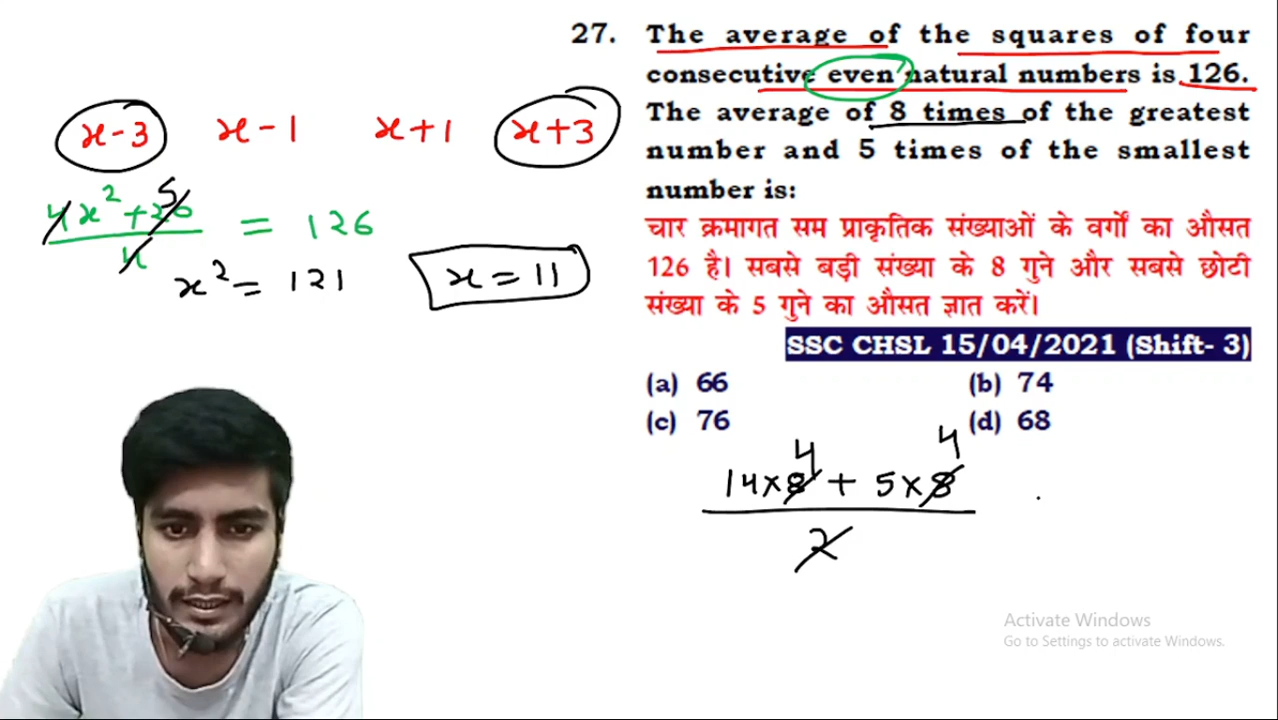 27. The average of the squares of four
consecutive even natural numbers is 126.
The average of 8 times of the greatest
number and 5 times of the smallest
number is:
चार क्रमागत सम प्राकृतिक संख्याओं के वर्गों का औसत
126 है। सबसे बड़ी संख्या के 8 गुने और सबसे छोटी
संख्या के 5 गुने का औसत ज्ञात करें।
SSC CHSL 15/04/2021 (Shift- 3)
(a) 66 (b) 74
(c) 76 (d) 68
x-3 x-1 x+1 x+3
4x²+20 5
4
= 126
x² = 121 x = 11
4 4
14×8 + 5×8
2
Activate Windows
Go to Settings to activate Windows.